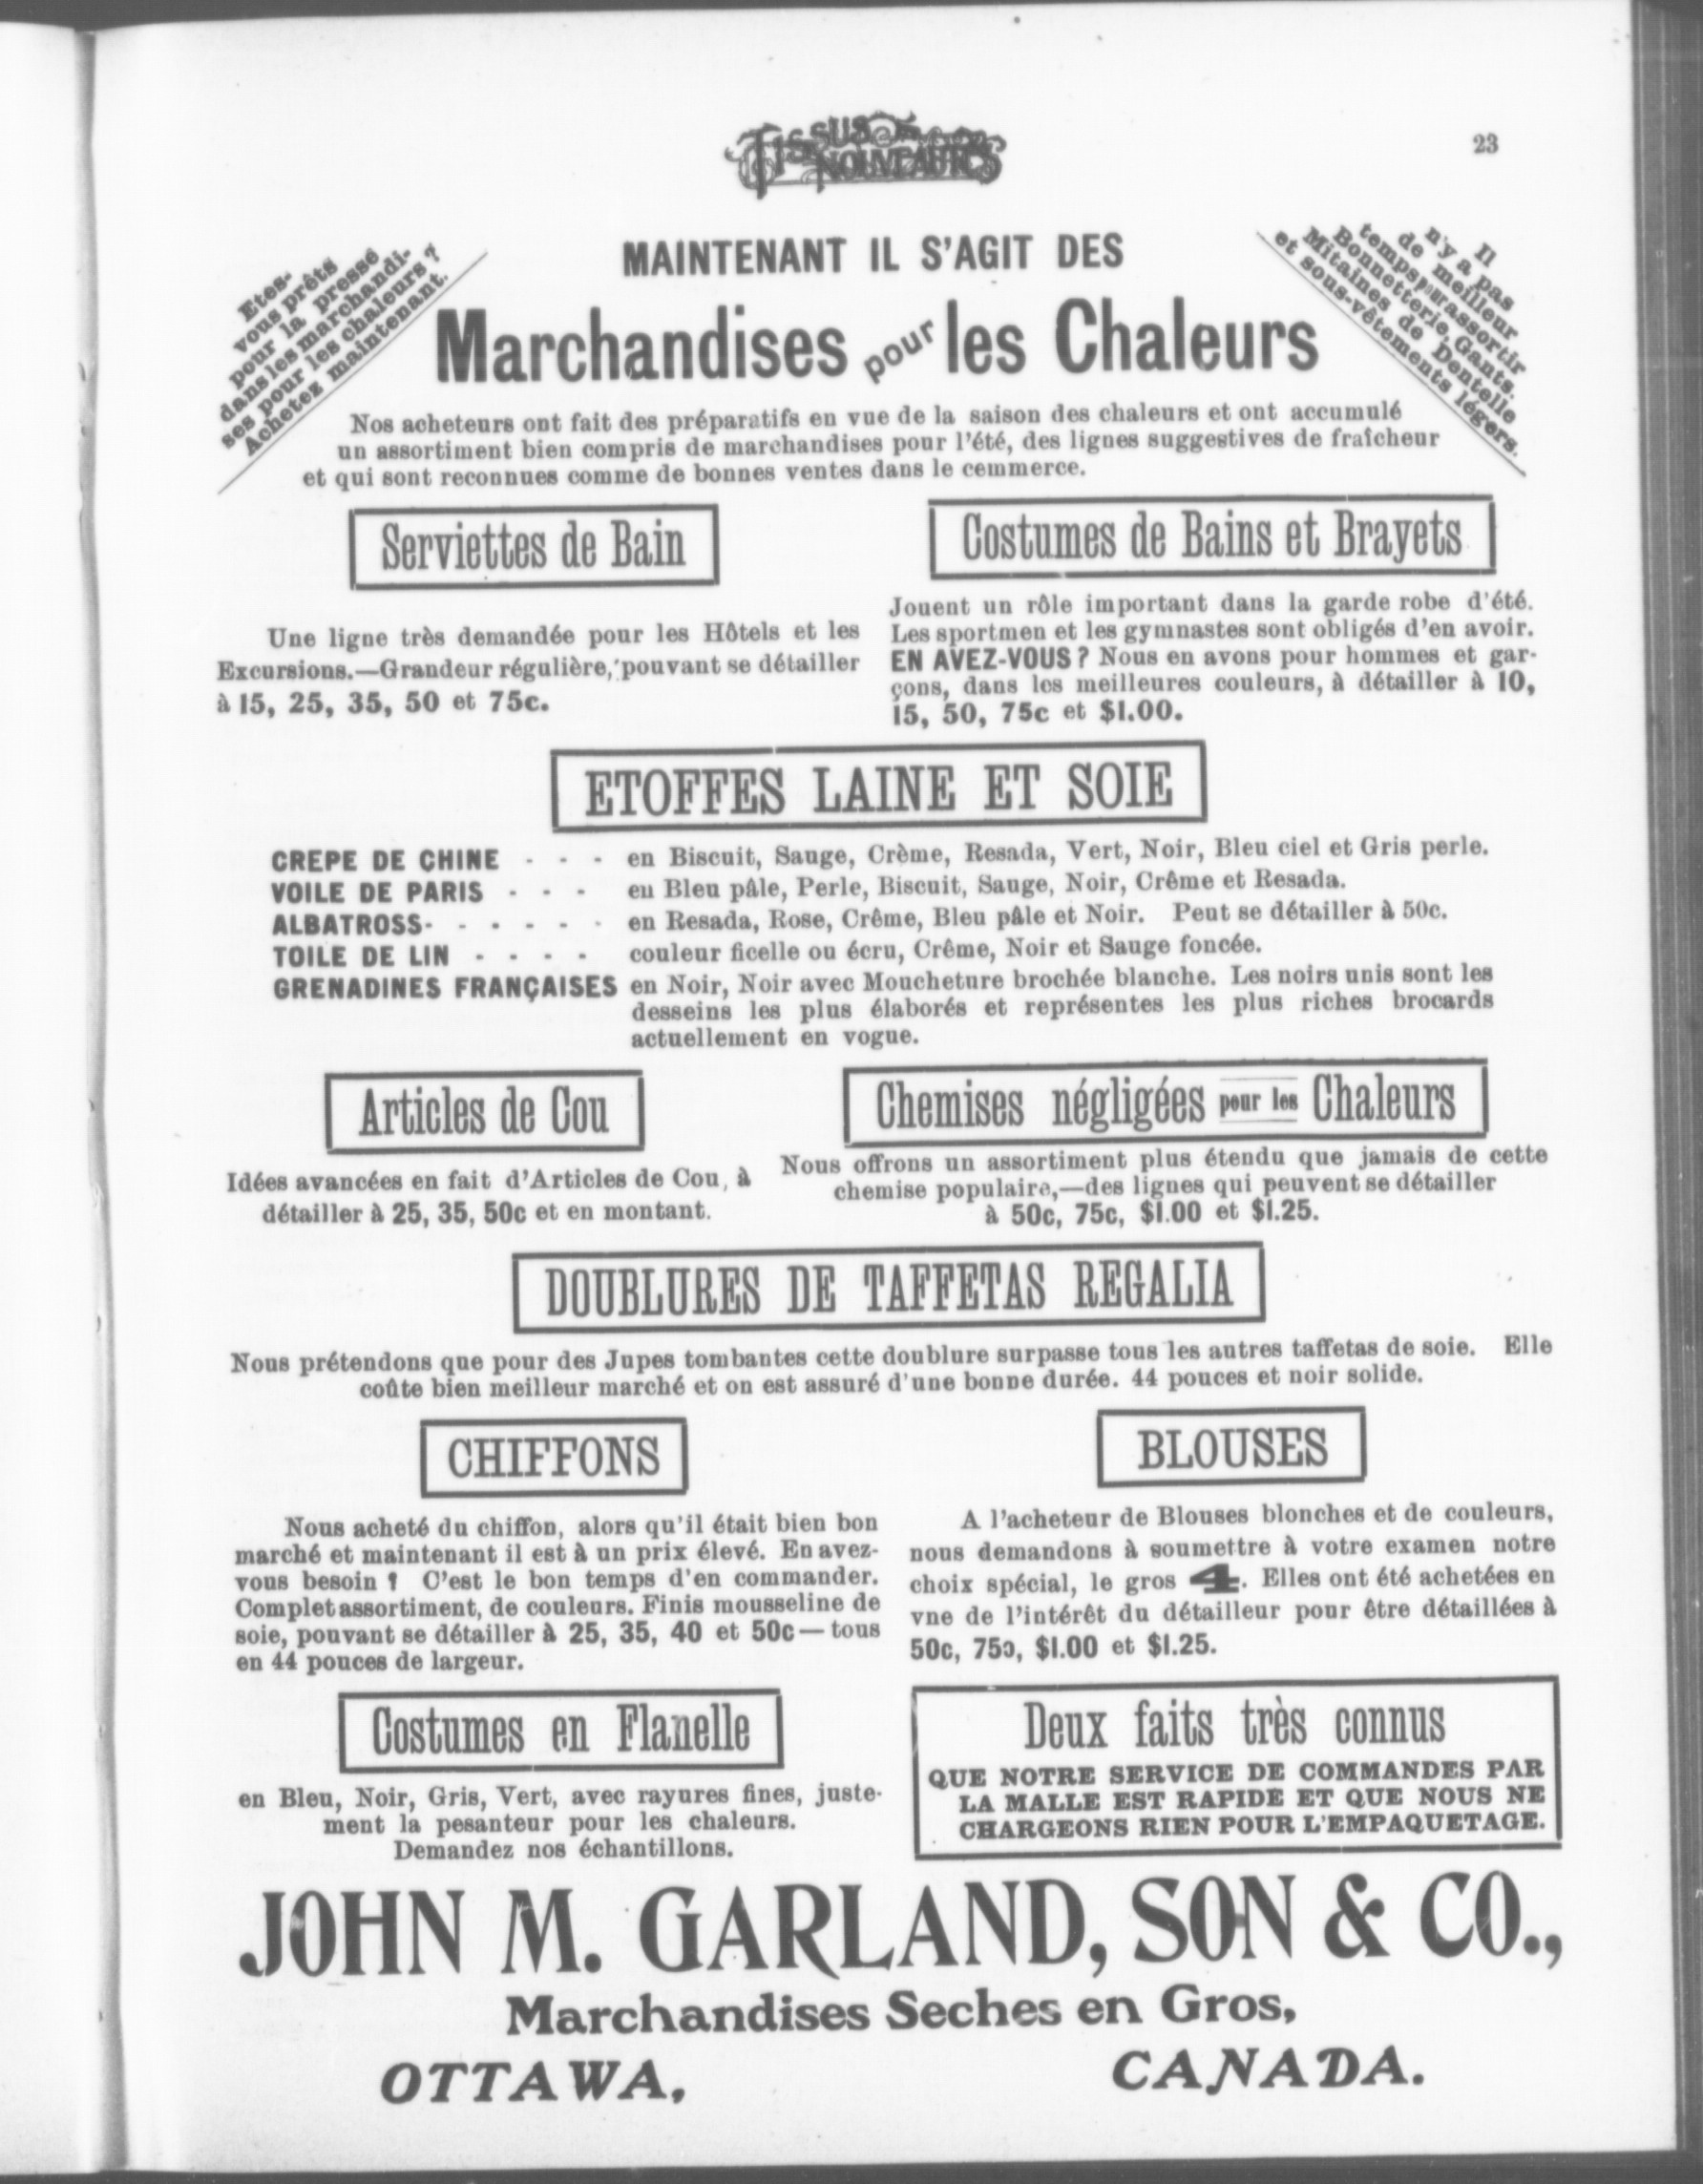 TISSUS ET NOUVEAUTÉS
23
Etes-
vous prêts
pour la pressé
dans les marchandi-
ses pour les chaleurs ?
Achetez maintenant.
MAINTENANT IL S'AGIT DES
Marchandises pour les Chaleurs
Il
n'y a pas
de meilleur
temps pour assortir
Bonnetterie, Gants,
Mitaines de Dentelle
et sous-vêtements légers.
Nos acheteurs ont fait des préparatifs en vue de la saison des chaleurs et ont accumulé
un assortiment bien compris de marchandises pour l'été, des lignes suggestives de fraîcheur
et qui sont reconnues comme de bonnes ventes dans le cemmerce.
Serviettes de Bain
Une ligne très demandée pour les Hôtels et les
Excursions.—Grandeur régulière, pouvant se détailler
à 15, 25, 35, 50 et 75c.
Costumes de Bains et Brayets
Jouent un rôle important dans la garde robe d'été.
Les sportmen et les gymnastes sont obligés d'en avoir.
EN AVEZ-VOUS ? Nous en avons pour hommes et gar-
çons, dans les meilleures couleurs, à détailler à 10,
15, 50, 75c et $1.00.
ETOFFES LAINE ET SOIE
CREPE DE ÇHINE - - - en Biscuit, Sauge, Crème, Resada, Vert, Noir, Bleu ciel et Gris perle.
VOILE DE PARIS - - - eu Bleu pâle, Perle, Biscuit, Sauge, Noir, Crême et Resada.
ALBATROSS- - - - - - - en Resada, Rose, Crême, Bleu pâle et Noir. Peut se détailler à 50c.
TOILE DE LIN - - - - couleur ficelle ou écru, Crême, Noir et Sauge foncée.
GRENADINES FRANÇAISES en Noir, Noir avec Moucheture brochée blanche. Les noirs unis sont les
desseins les plus élaborés et représentes les plus riches brocards
actuellement en vogue.
Articles de Cou
Idées avancées en fait d'Articles de Cou, à
détailler à 25, 35, 50c et en montant.
Chemises négligées pour les Chaleurs
Nous offrons un assortiment plus étendu que jamais de cette
chemise populaire,—des lignes qui peuvent se détailler
à 50c, 75c, $1.00 et $1.25.
DOUBLURES DE TAFFETAS REGALIA
Nous prétendons que pour des Jupes tombantes cette doublure surpasse tous les autres taffetas de soie. Elle
coûte bien meilleur marché et on est assuré d'une bonne durée. 44 pouces et noir solide.
CHIFFONS
Nous acheté du chiffon, alors qu'il était bien bon
marché et maintenant il est à un prix élevé. En avez-
vous besoin ? C'est le bon temps d'en commander.
Complet assortiment, de couleurs. Finis mousseline de
soie, pouvant se détailler à 25, 35, 40 et 50c—tous
en 44 pouces de largeur.
BLOUSES
A l'acheteur de Blouses blonches et de couleurs,
nous demandons à soumettre à votre examen notre
choix spécial, le gros 4. Elles ont été achetées en
vne de l'intérêt du détailleur pour être détaillées à
50c, 75c, $1.00 et $1.25.
Costumes en Flanelle
en Bleu, Noir, Gris, Vert, avec rayures fines, juste-
ment la pesanteur pour les chaleurs.
Demandez nos échantillons.
Deux faits très connus
QUE NOTRE SERVICE DE COMMANDES PAR
LA MALLE EST RAPIDE ET QUE NOUS NE
CHARGEONS RIEN POUR L'EMPAQUETAGE.
JOHN M. GARLAND, SON & CO.,
Marchandises Seches en Gros,
OTTAWA, CANADA.